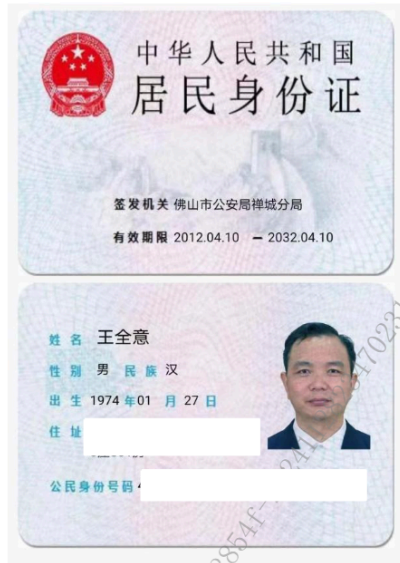 中华人民共和国
居民身份证
签发机关 佛山市公安局禅城分局
有效期限 2012.04.10 － 2032.04.10
姓名 王全意
性别 男 民族 汉
出生 1974 年 01 月 27 日
住址
公民身份号码